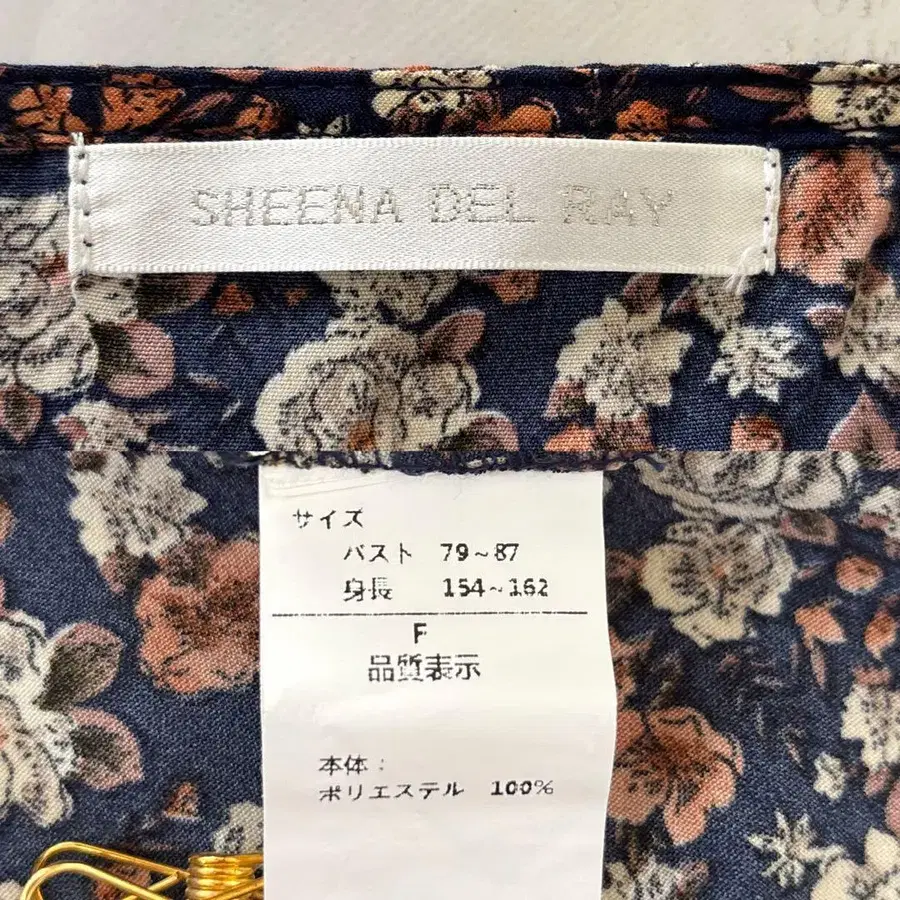 SHEENA DEL RAY
サイズ
バスト 79~87
身長 154~162
F
品質表示
本体:
ポリエステル 100%